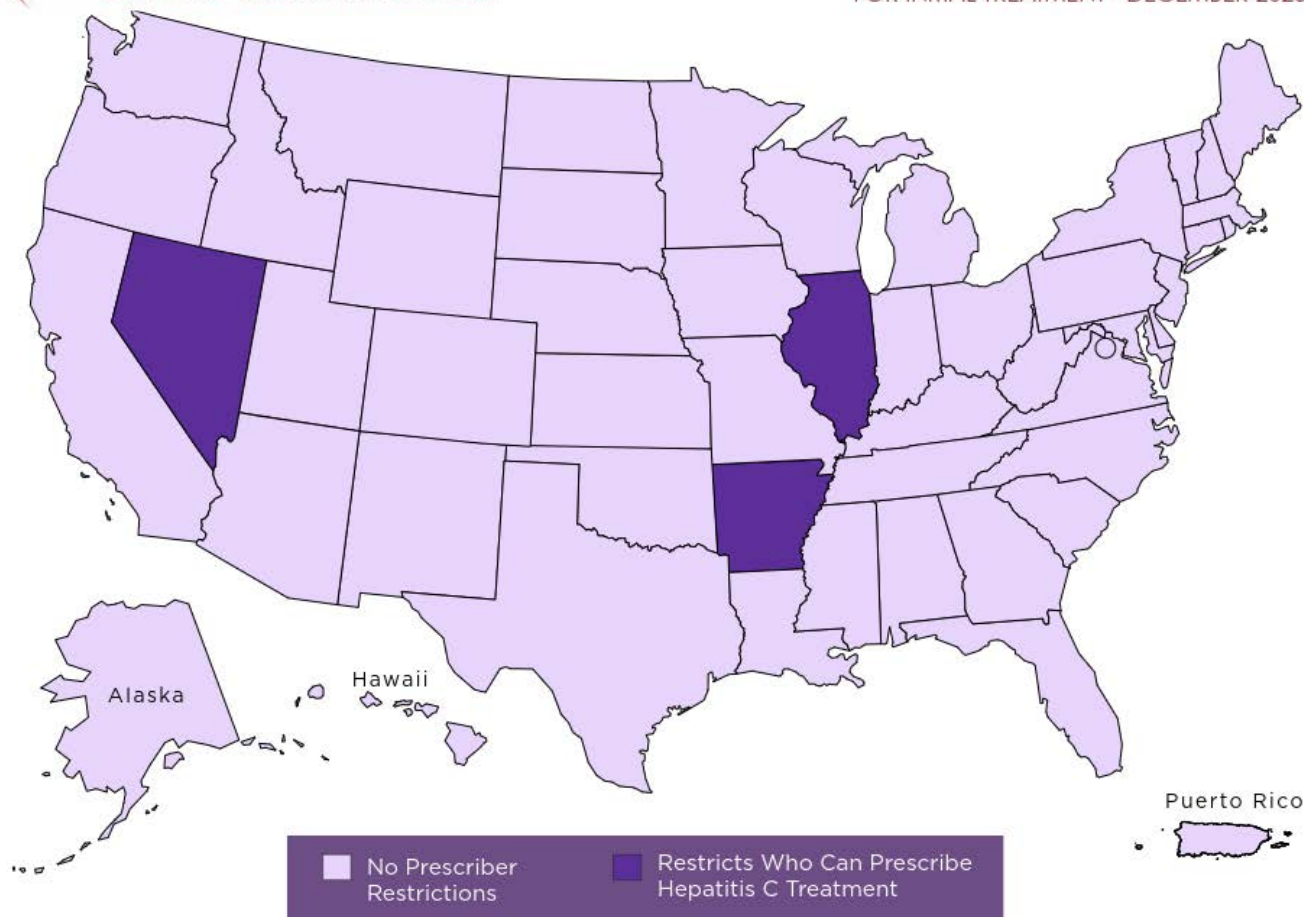 Alaska
Hawaii
Puerto Rico
No Prescriber
Restrictions
Restricts Who Can Prescribe
Hepatitis C Treatment